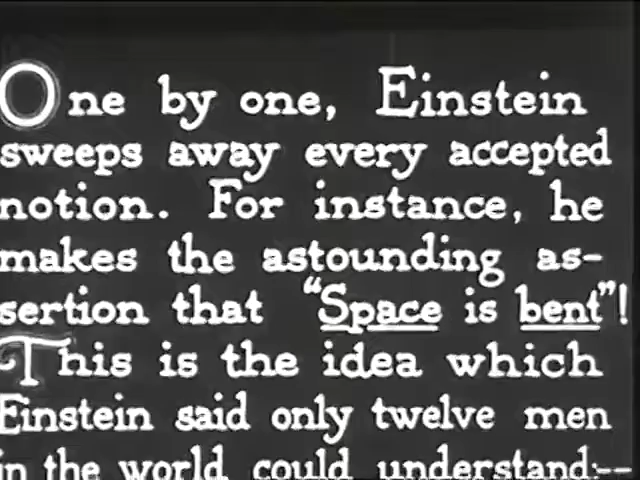 One by one, Einstein
sweeps away every accepted
notion. For instance, he
makes the astounding as-
sertion that "Space is bent"!
This is the idea which
Einstein said only twelve men
in the world could understand:--